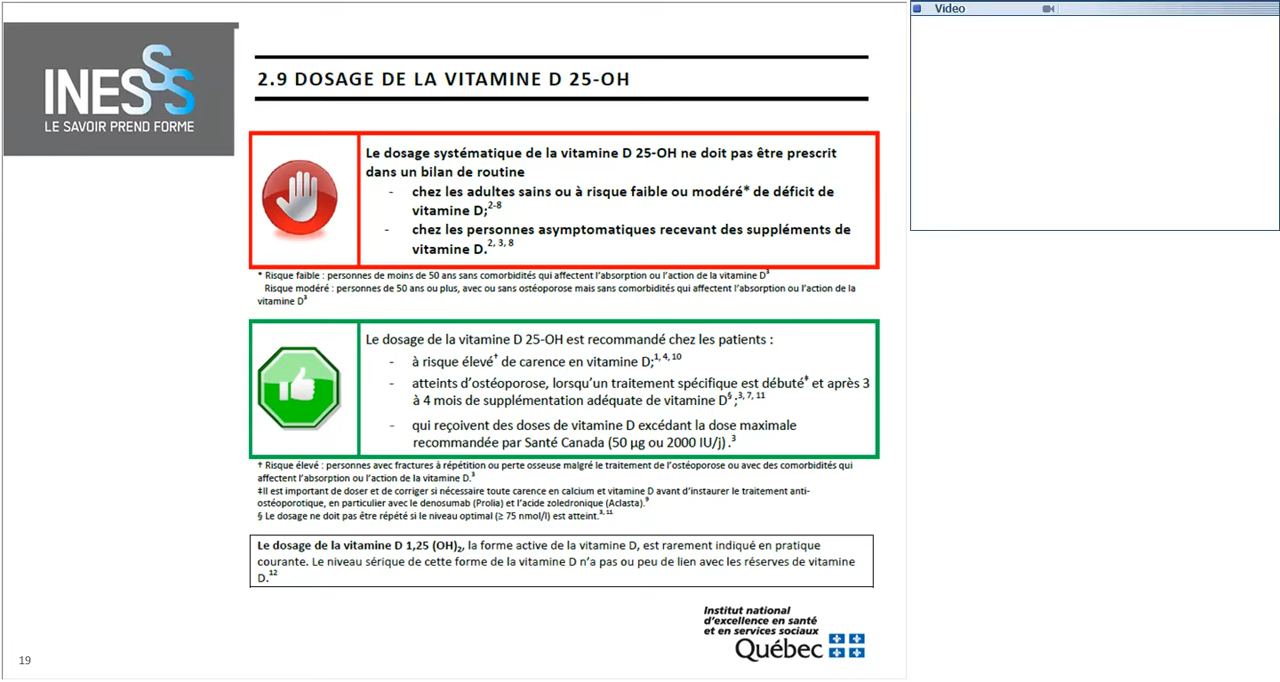 Video
INESSS
LE SAVOIR PREND FORME
2.9 DOSAGE DE LA VITAMINE D 25-OH
Le dosage systématique de la vitamine D 25-OH ne doit pas être prescrit
dans un bilan de routine
- chez les adultes sains ou à risque faible ou modéré* de déficit de
vitamine D;2-8
- chez les personnes asymptomatiques recevant des suppléments de
vitamine D.2, 3, 8
* Risque faible : personnes de moins de 50 ans sans comorbidités qui affectent l'absorption ou l'action de la vitamine D3
Risque modéré : personnes de 50 ans ou plus, avec ou sans ostéoporose mais sans comorbidités qui affectent l'absorption ou l'action de la
vitamine D3
Le dosage de la vitamine D 25-OH est recommandé chez les patients :
- à risque élevé† de carence en vitamine D;1, 4, 10
- atteints d'ostéoporose, lorsqu'un traitement spécifique est débuté‡ et après 3
à 4 mois de supplémentation adéquate de vitamine D§;3, 7, 11
- qui reçoivent des doses de vitamine D excédant la dose maximale
recommandée par Santé Canada (50 µg ou 2000 IU/j).3
† Risque élevé : personnes avec fractures à répétition ou perte osseuse malgré le traitement de l'ostéoporose ou avec des comorbidités qui
affectent l'absorption ou l'action de la vitamine D.3
‡Il est important de doser et de corriger si nécessaire toute carence en calcium et vitamine D avant d'instaurer le traitement anti-
ostéoporotique, en particulier avec le denosumab (Prolia) et l'acide zoledronique (Aclasta).9
§ Le dosage ne doit pas être répété si le niveau optimal (≥ 75 nmol/l) est atteint.3, 11
Le dosage de la vitamine D 1,25 (OH)2, la forme active de la vitamine D, est rarement indiqué en pratique
courante. Le niveau sérique de cette forme de la vitamine D n'a pas ou peu de lien avec les réserves de vitamine
D.12
Institut national
d'excellence en santé
et en services sociaux
Québec
19